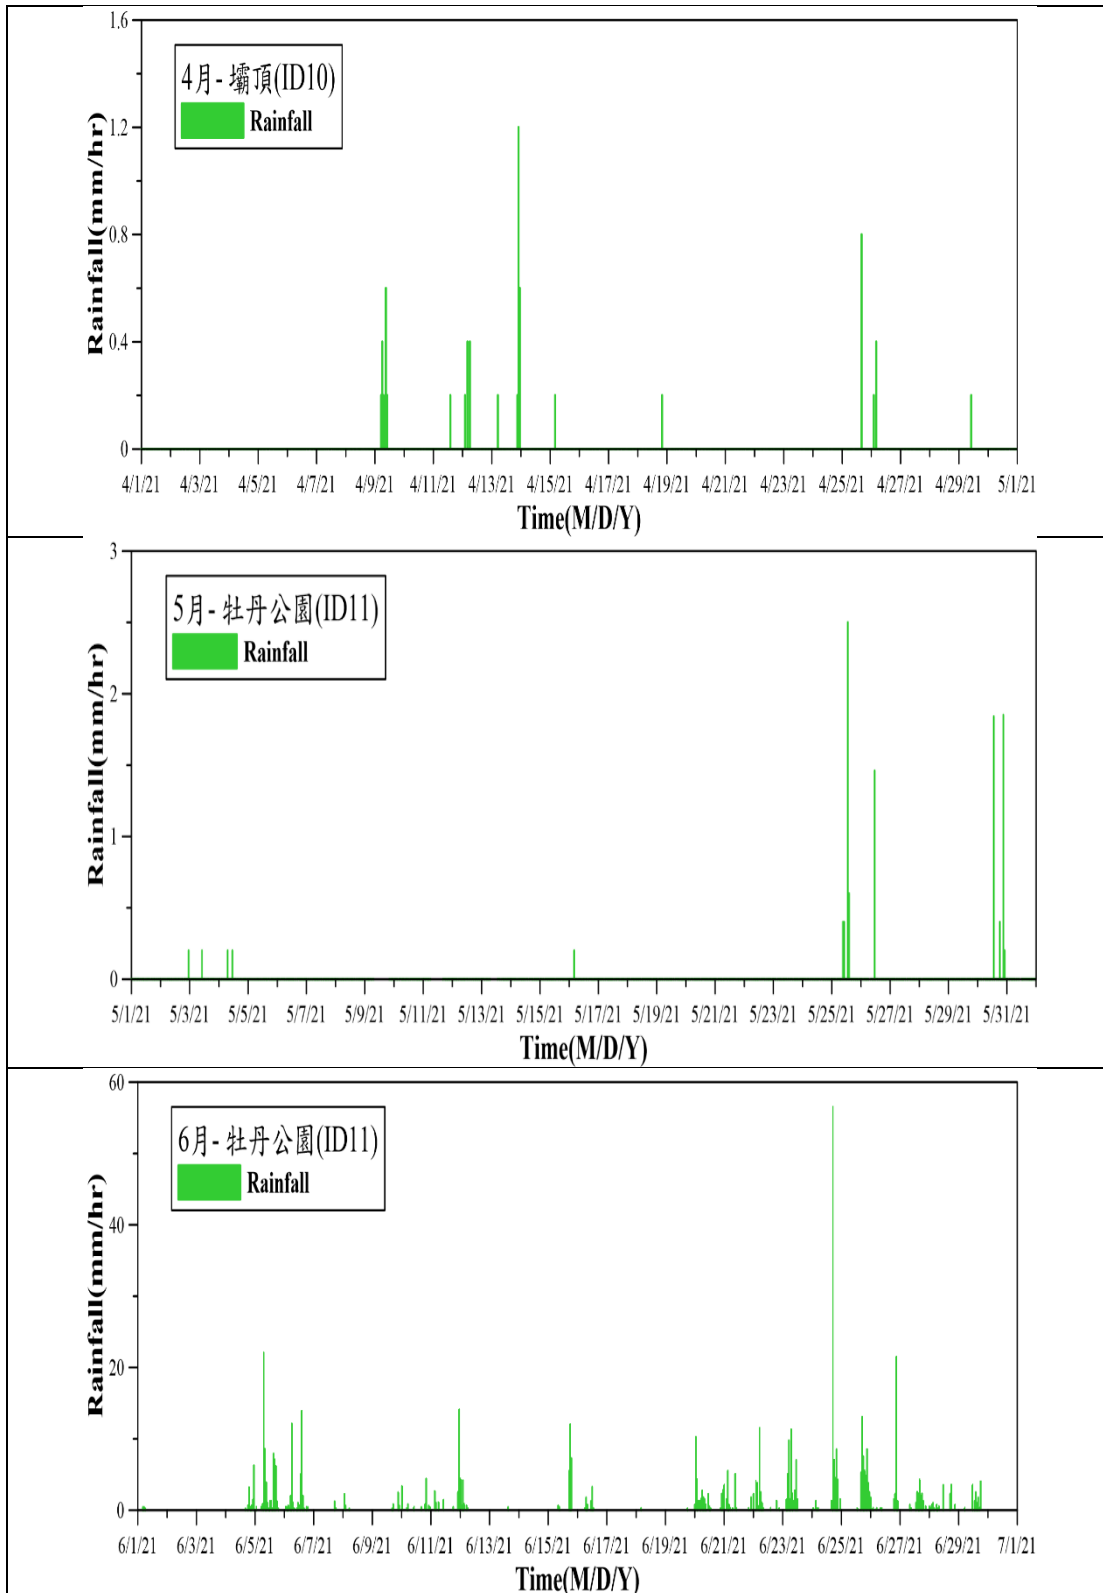 1.6
4月- 壩頂(ID10)
Rainfall
1.2
0.8
0.4
0
Rainfall(mm/hr)
4/1/21 4/3/21 4/5/21 4/7/21 4/9/21 4/11/21 4/13/21 4/15/21 4/17/21 4/19/21 4/21/21 4/23/21 4/25/21 4/27/21 4/29/21 5/1/21
Time(M/D/Y)
3
5月- 牡丹公園(ID11)
Rainfall
2
1
0
Rainfall(mm/hr)
5/1/21 5/3/21 5/5/21 5/7/21 5/9/21 5/11/21 5/13/21 5/15/21 5/17/21 5/19/21 5/21/21 5/23/21 5/25/21 5/27/21 5/29/21 5/31/21
Time(M/D/Y)
60
6月- 牡丹公園(ID11)
Rainfall
40
20
0
Rainfall(mm/hr)
6/1/21 6/3/21 6/5/21 6/7/21 6/9/21 6/11/21 6/13/21 6/15/21 6/17/21 6/19/21 6/21/21 6/23/21 6/25/21 6/27/21 6/29/21 7/1/21
Time(M/D/Y)